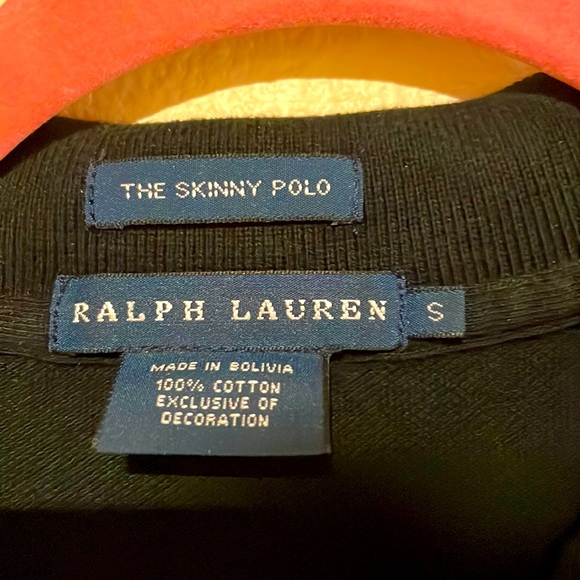 THE SKINNY POLO
RALPH LAUREN S
MADE IN BOLIVIA
100% COTTON
EXCLUSIVE OF
DECORATION